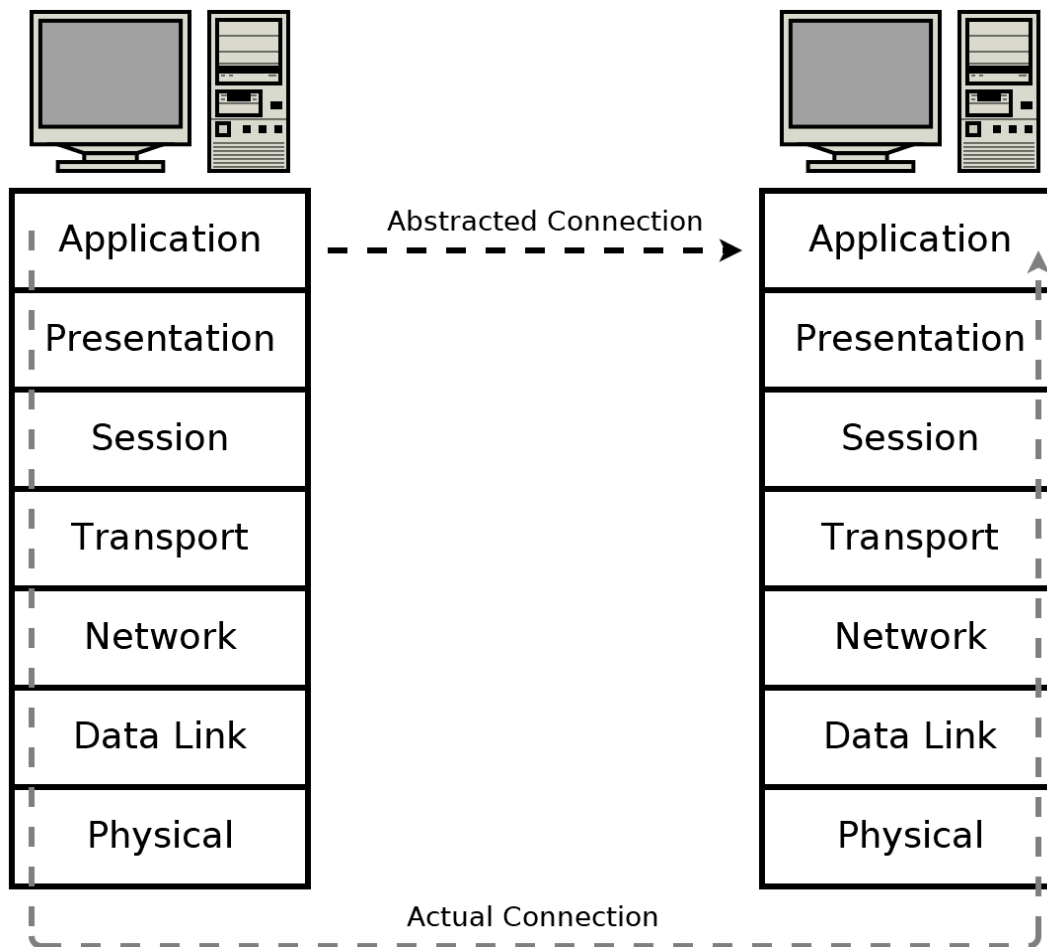 Abstracted Connection
Application
Presentation
Session
Transport
Network
Data Link
Physical
Application
Presentation
Session
Transport
Network
Data Link
Physical
Actual Connection